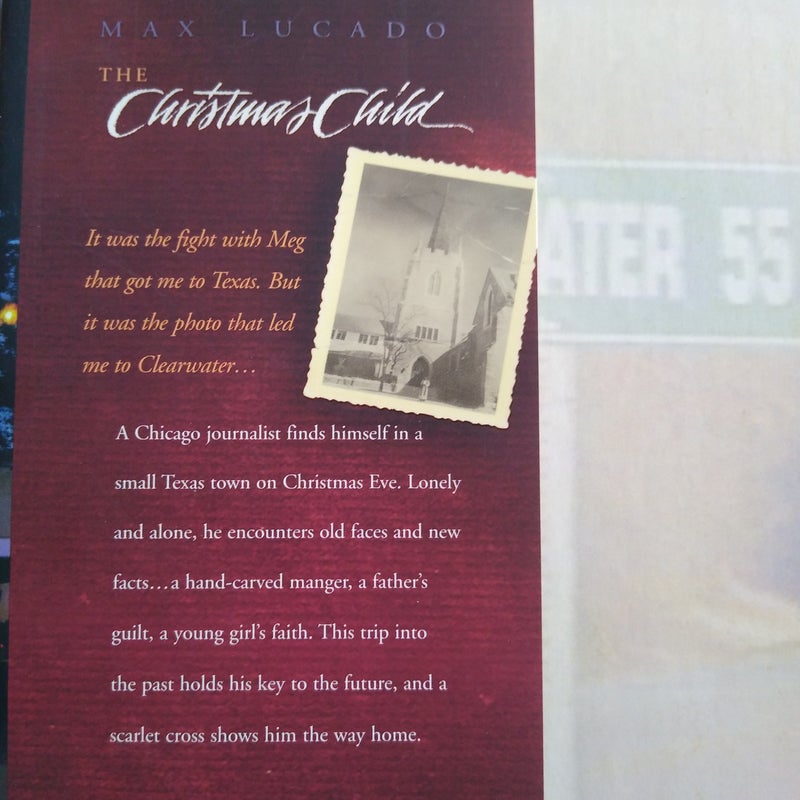 MAX LUCADO
THE
Christmas Child
It was the fight with Meg
that got me to Texas. But
it was the photo that led
me to Clearwater...
A Chicago journalist finds himself in a
small Texas town on Christmas Eve. Lonely
and alone, he encounters old faces and new
facts...a hand-carved manger, a father's
guilt, a young girl's faith. This trip into
the past holds his key to the future, and a
scarlet cross shows him the way home.
ATER 55